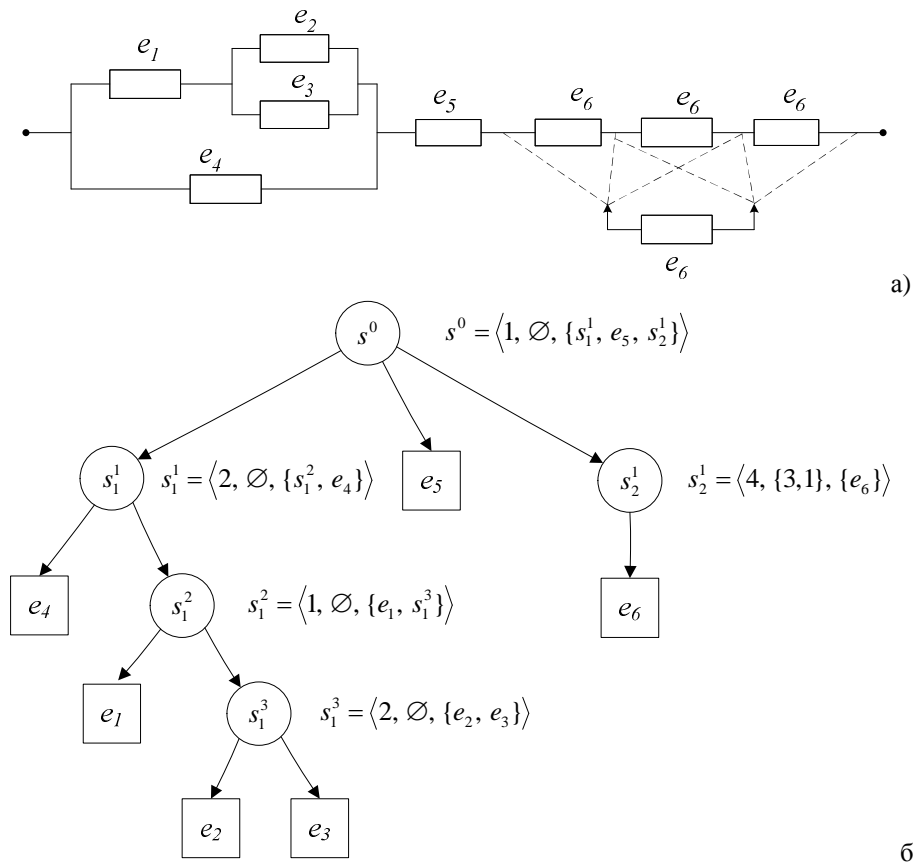 e₂
e₁
e₃
e₅ e₆ e₆ e₆
e₄
e₆
а)
s⁰ s⁰ = ⟨1, ∅, {s₁¹, e₅, s₂¹}⟩
s₁¹ s₁¹ = ⟨2, ∅, {s₁², e₄}⟩ e₅ s₂¹ s₂¹ = ⟨4, {3,1}, {e₆}⟩
e₄ s₁² s₁² = ⟨1, ∅, {e₁, s₁³}⟩ e₆
e₁ s₁³ s₁³ = ⟨2, ∅, {e₂, e₃}⟩
e₂ e₃
б